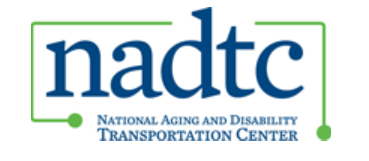 nadtc
NATIONAL AGING AND DISABILITY
TRANSPORTATION CENTER